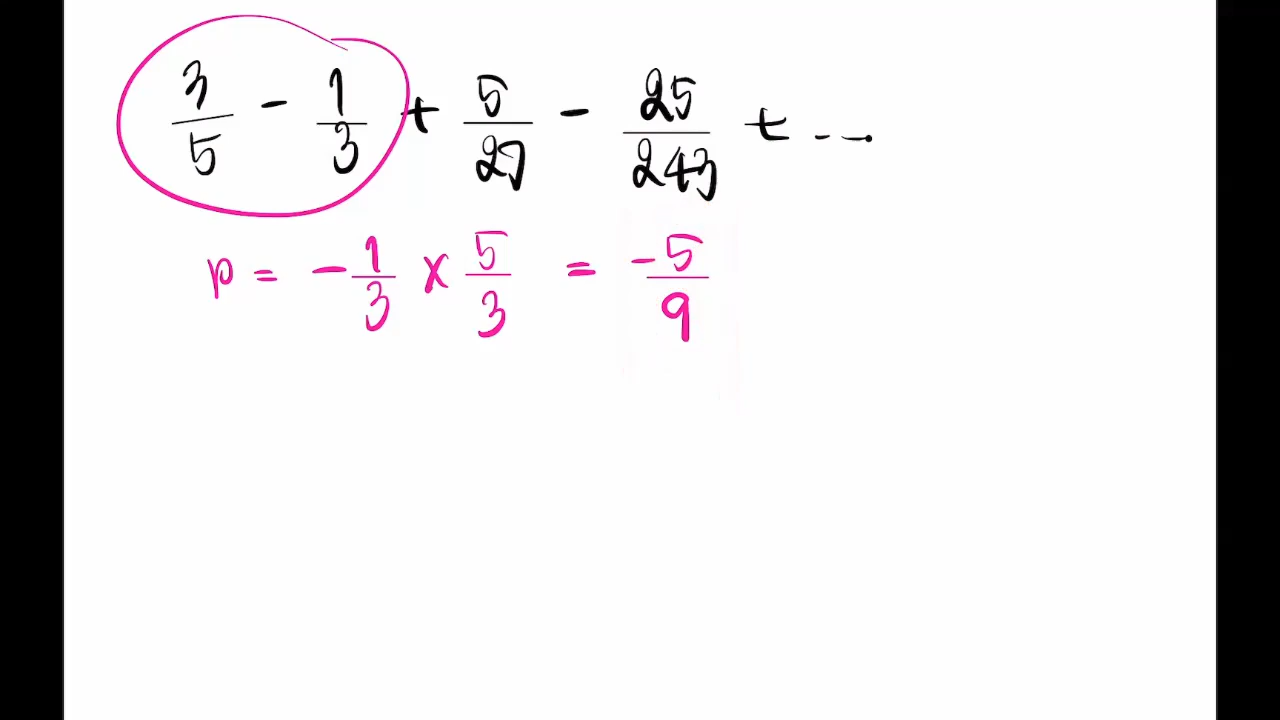 3/5 - 1/3 + 5/27 - 25/243 + ...
r = -1/3 × 5/3 = -5/9